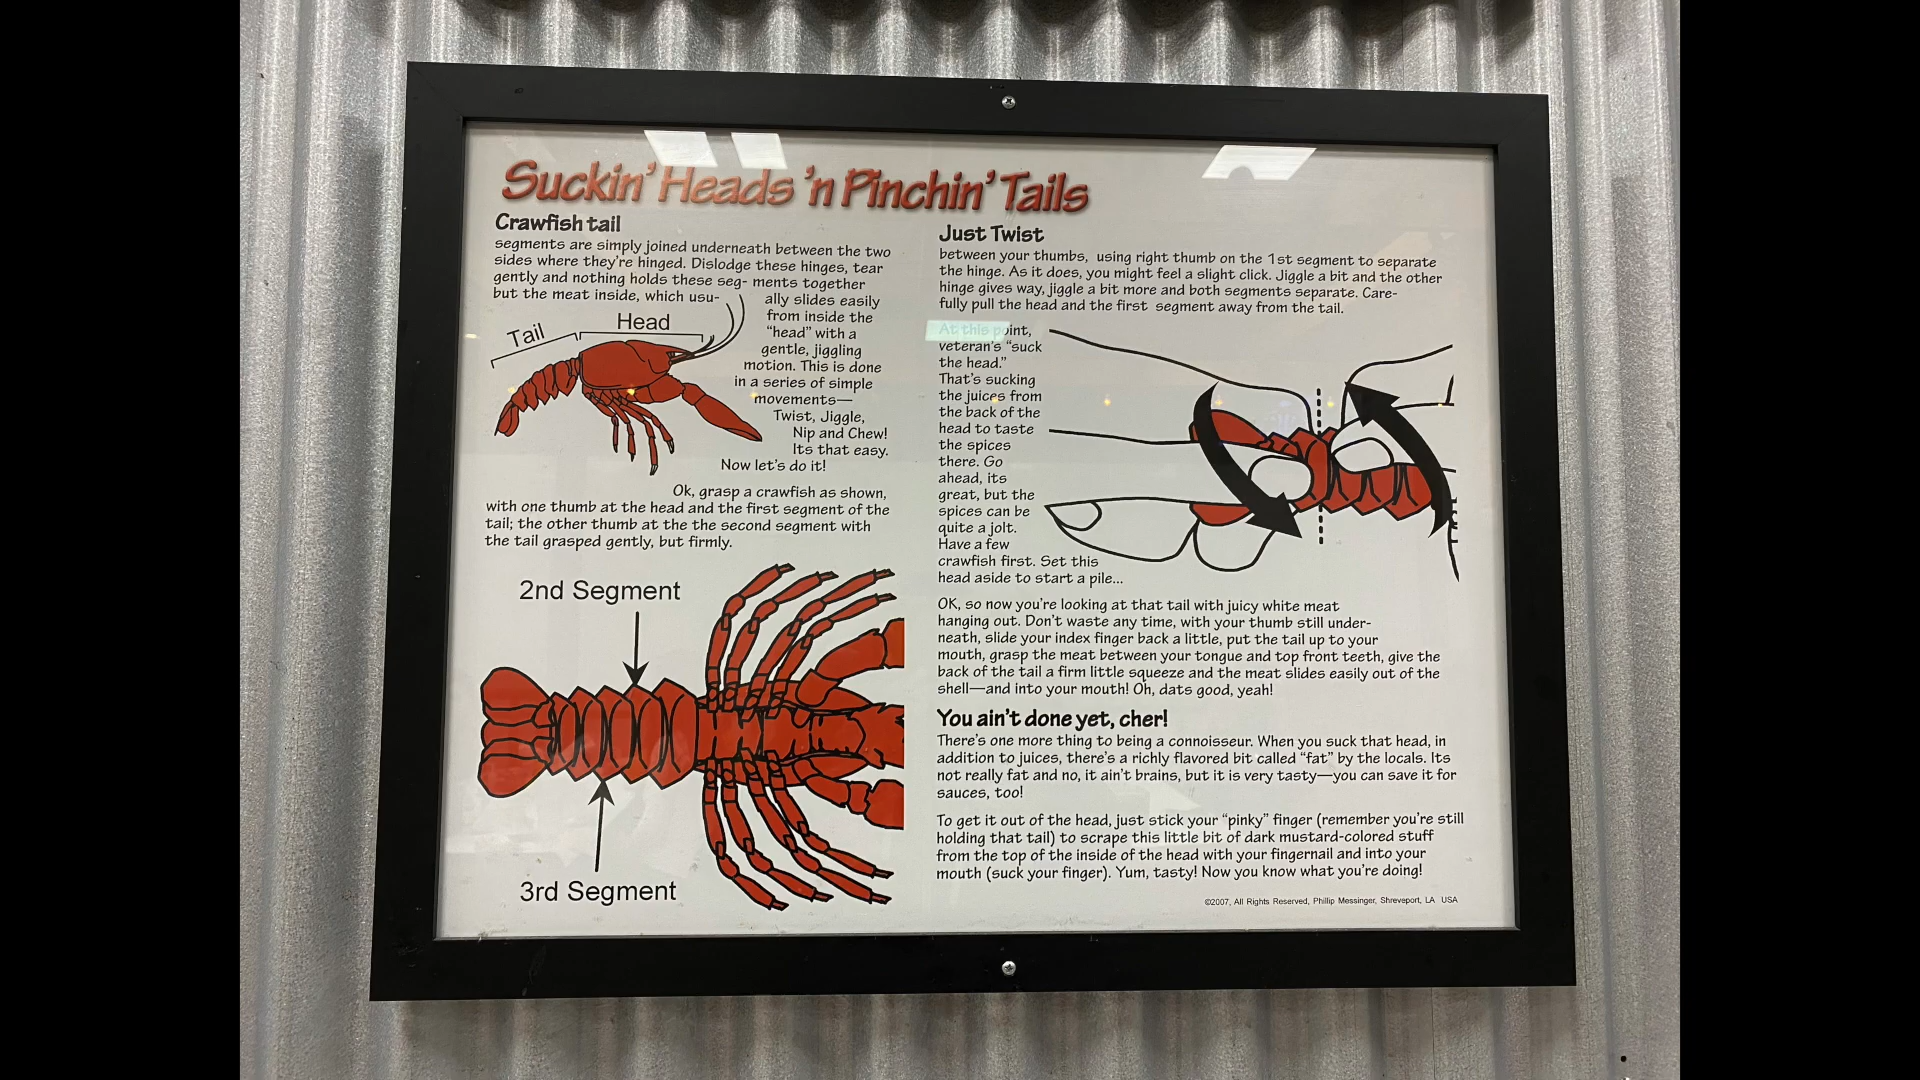 Suckin' Heads 'n Pinchin' Tails
Crawfish tail
segments are simply joined underneath between the two
sides where they're hinged. Dislodge these hinges, tear
gently and nothing holds these seg- ments together
but the meat inside, which usu- ally slides easily
from inside the
"head" with a
gentle, jiggling
motion. This is done
in a series of simple
movements—
Twist, Jiggle,
Nip and Chew!
Its that easy.
Now let's do it!
Tail
Head
Ok, grasp a crawfish as shown,
with one thumb at the head and the first segment of the
tail; the other thumb at the the second segment with
the tail grasped gently, but firmly.
2nd Segment
3rd Segment
Just Twist
between your thumbs, using right thumb on the 1st segment to separate
the hinge. As it does, you might feel a slight click. Jiggle a bit and the other
hinge gives way, jiggle a bit more and both segments separate. Care-
fully pull the head and the first segment away from the tail.
At this point,
veteran's "suck
the head."
That's sucking
the juices from
the back of the
head to taste
the spices
there. Go
ahead, its
great, but the
spices can be
quite a jolt.
Have a few
crawfish first. Set this
head aside to start a pile...
OK, so now you're looking at that tail with juicy white meat
hanging out. Don't waste any time, with your thumb still under-
neath, slide your index finger back a little, put the tail up to your
mouth, grasp the meat between your tongue and top front teeth, give the
back of the tail a firm little squeeze and the meat slides easily out of the
shell—and into your mouth! Oh, dats good, yeah!
You ain't done yet, cher!
There's one more thing to being a connoisseur. When you suck that head, in
addition to juices, there's a richly flavored bit called "fat" by the locals. Its
not really fat and no, it ain't brains, but it is very tasty—you can save it for
sauces, too!
To get it out of the head, just stick your "pinky" finger (remember you're still
holding that tail) to scrape this little bit of dark mustard-colored stuff
from the top of the inside of the head with your fingernail and into your
mouth (suck your finger). Yum, tasty! Now you know what you're doing!
©2007, All Rights Reserved, Phillip Messinger, Shreveport, LA USA